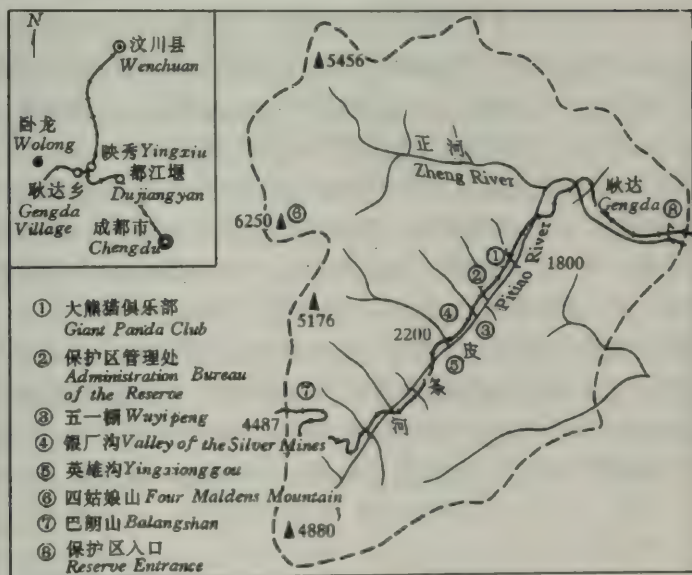 N
汶川县
Wenchuan
卧龙
Wolong
映秀 Yingxiu
都江堰
Dujiangyan
耿达乡
Gengda
Village
成都市
Chengdu
5456
正河
Zheng River
耿达
Gengda
⑧
6250 ⑥
①
②
Pitiao River
1800
5176
④
③
2200
⑤
皮
条
河
⑦
4487
4880
① 大熊猫俱乐部
Giant Panda Club
② 保护区管理处
Administration Bureau
of the Reserve
③ 五一棚 Wuyipeng
④ 银厂沟 Valley of the Silver Mines
⑤ 英雄沟 Yingxionggou
⑥ 四姑娘山 Four Maidens Mountain
⑦ 巴朗山 Balangshan
⑧ 保护区入口
Reserve Entrance